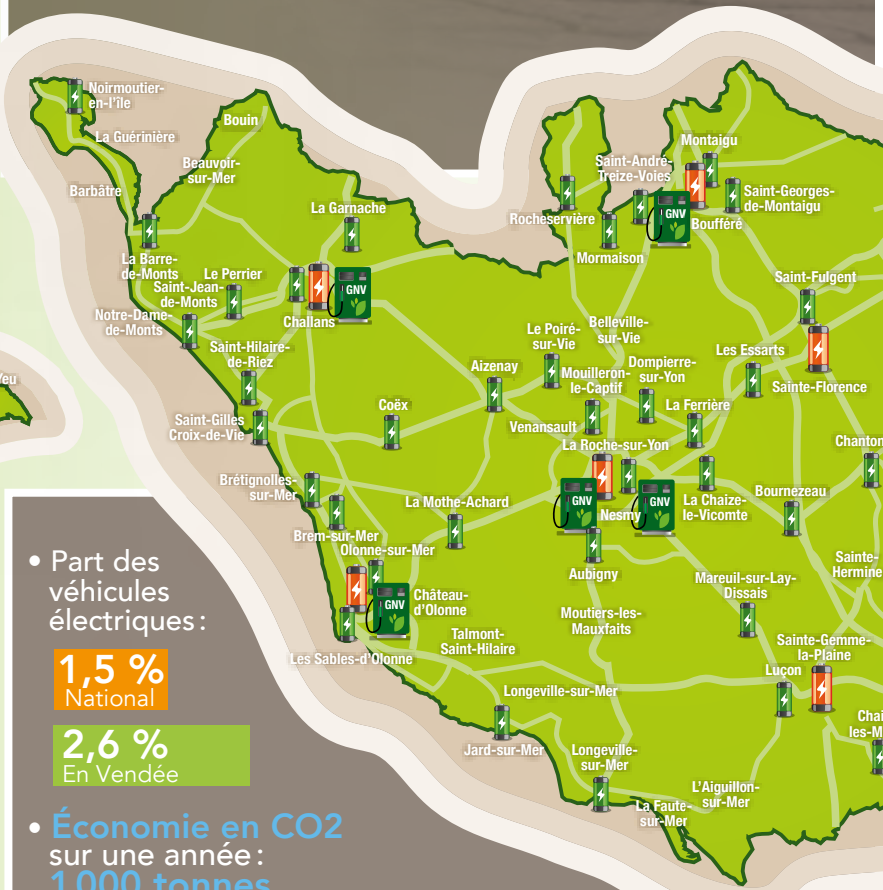 Noirmoutier-
en-l'île
La Guérinière
Barbâtre
Bouin
Beauvoir-
sur-Mer
La Garnache
La Barre-
de-Monts
Le Perrier
Saint-Jean-
de-Monts
Notre-Dame-
de-Monts
Challans
GNV
Saint-Hilaire-
de-Riez
Saint-Gilles
Croix-de-Vie
Coëx
Aizenay
Brétignolles-
sur-Mer
Brem-sur-Mer
Olonne-sur-Mer
La Mothe-Achard
GNV
Château-
d'Olonne
Les Sables-d'Olonne
Talmont-
Saint-Hilaire
Longeville-sur-Mer
Jard-sur-Mer
Longeville-
sur-Mer
La Faute-
sur-Mer
L'Aiguillon-
sur-Mer
Montaigu
Saint-André-
Treize-Voies
Saint-Georges-
de-Montaigu
Rocheservière
GNV
Boufféré
Mormaison
Saint-Fulgent
Le Poiré-
sur-Vie
Belleville-
sur-Vie
Les Essarts
Sainte-Florence
Mouilleron-
le-Captif
Dompierre-
sur-Yon
La Ferrière
Venansault
La Roche-sur-Yon
Chanton
GNV
Nesmy
GNV
La Chaize-
le-Vicomte
Bournezeau
Aubigny
Mareuil-sur-Lay-
Dissais
Sainte-
Hermine
Moutiers-les-
Mauxfaits
Sainte-Gemme-
la-Plaine
Luçon
Chai
les-M
Yeu
• Part des
véhicules
électriques :
1,5 %
National
2,6 %
En Vendée
• Économie en CO2
sur une année :
1 000 tonnes